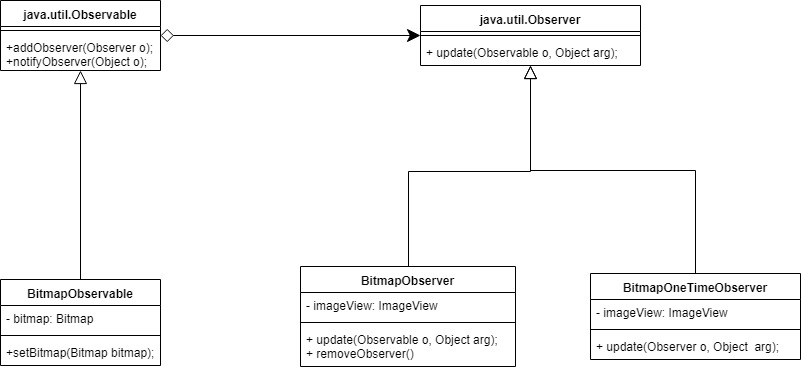 java.util.Observable
+addObserver(Observer o);
+notifyObserver(Object o);
java.util.Observer
+ update(Observable o, Object arg);
BitmapObservable
- bitmap: Bitmap
+setBitmap(Bitmap bitmap);
BitmapObserver
- imageView: ImageView
+ update(Observable o, Object arg);
+ removeObserver()
BitmapOneTimeObserver
- imageView: ImageView
+ update(Observer o, Object  arg);